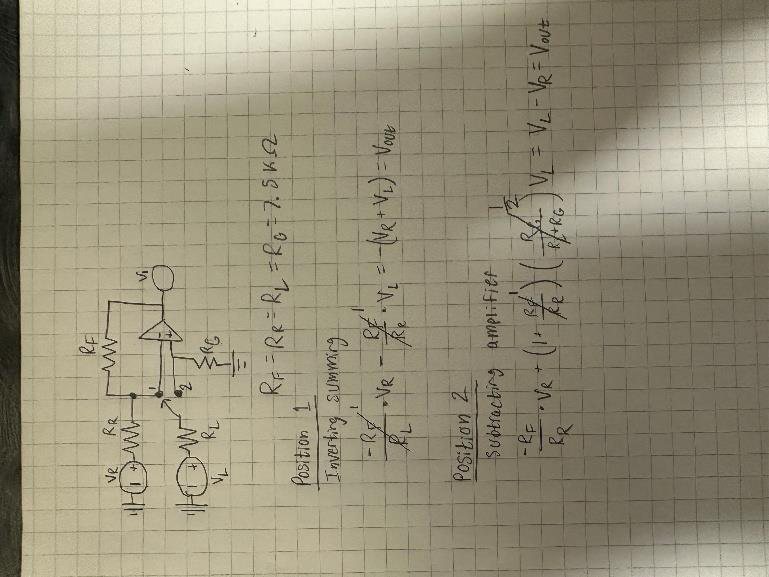 RF
VR
RR
Vi
1
2
RG
VL
RL
RF = RR = RL = RG = 7.5 KΩ
Position 1
Inverting summing
-RF/RL · VR - RF/RR · VL = -(VR + VL) = Vout
Position 2
subtracting amplifier
-RF/RR · VR + (1 + RF/RR) (RG/RL+RG) VL = VL - VR = Vout